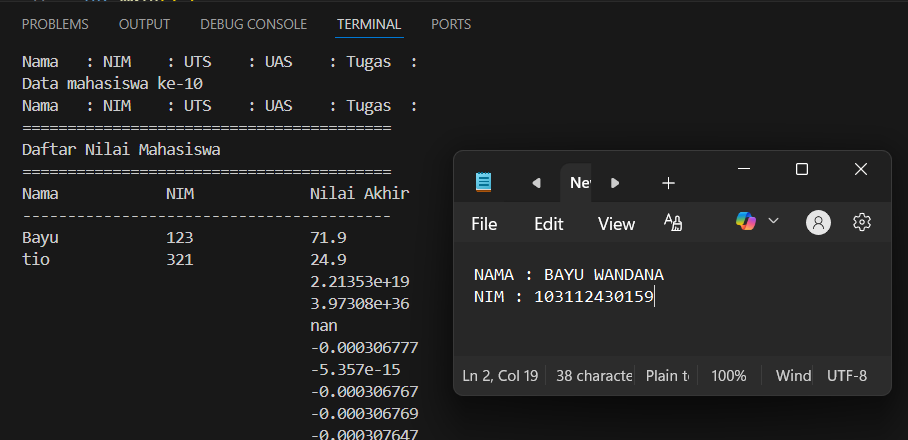 PROBLEMS OUTPUT DEBUG CONSOLE TERMINAL PORTS
Nama   : NIM    : UTS    : UAS    : Tugas  :
Data mahasiswa ke-10
Nama   : NIM    : UTS    : UAS    : Tugas  :
=========================================
Daftar Nilai Mahasiswa
=========================================
Nama            NIM             Nilai Akhir
-----------------------------------------
Bayu            123             71.9
tio             321             24.9
2.21353e+19
3.97308e+36
nan
-0.000306777
-5.357e-15
-0.000306767
-0.000306769
-0.000307647
File Edit View
NAMA : BAYU WANDANA
NIM : 103112430159
Ln 2, Col 19 38 characte Plain t 100% Wind UTF-8